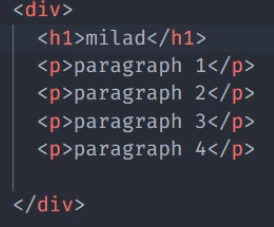 <div>
<h1>milad</h1>
<p>paragraph 1</p>
<p>paragraph 2</p>
<p>paragraph 3</p>
<p>paragraph 4</p>
</div>